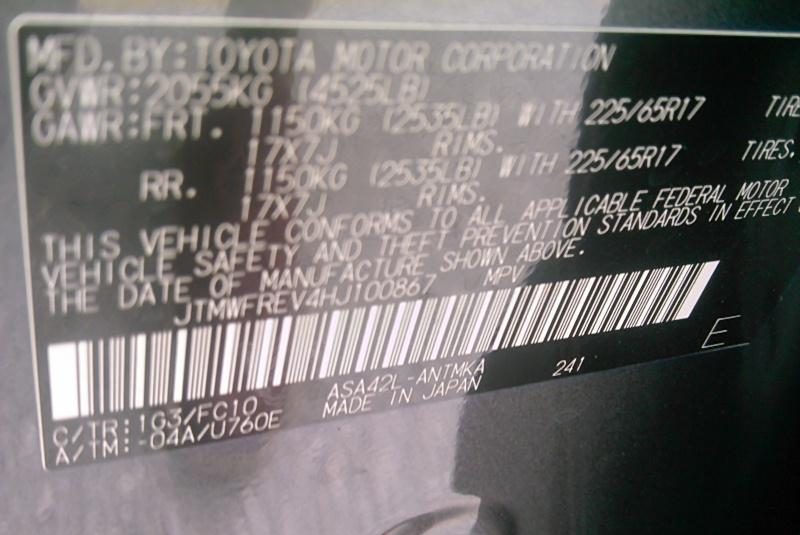 MFD. BY: TOYOTA MOTOR CORPORATION
GVWR: 2055KG (4525LB)
GAWR: FRT. 1150KG (2535LB) WITH 225/65R17 TIRE
17X7J RIMS.
RR. 1150KG (2535LB) WITH 225/65R17 TIRES.
17X7J RIMS.
THIS VEHICLE CONFORMS TO ALL APPLICABLE FEDERAL MOTOR
VEHICLE SAFETY AND THEFT PREVENTION STANDARDS IN EFFECT
THE DATE OF MANUFACTURE SHOWN ABOVE.
JTMWFREV4HJ100867 MPV
E
ASA42L-ANTMKA 241
C/TR: 1G3/FC10 MADE IN JAPAN
A/TM: -04A/U760E